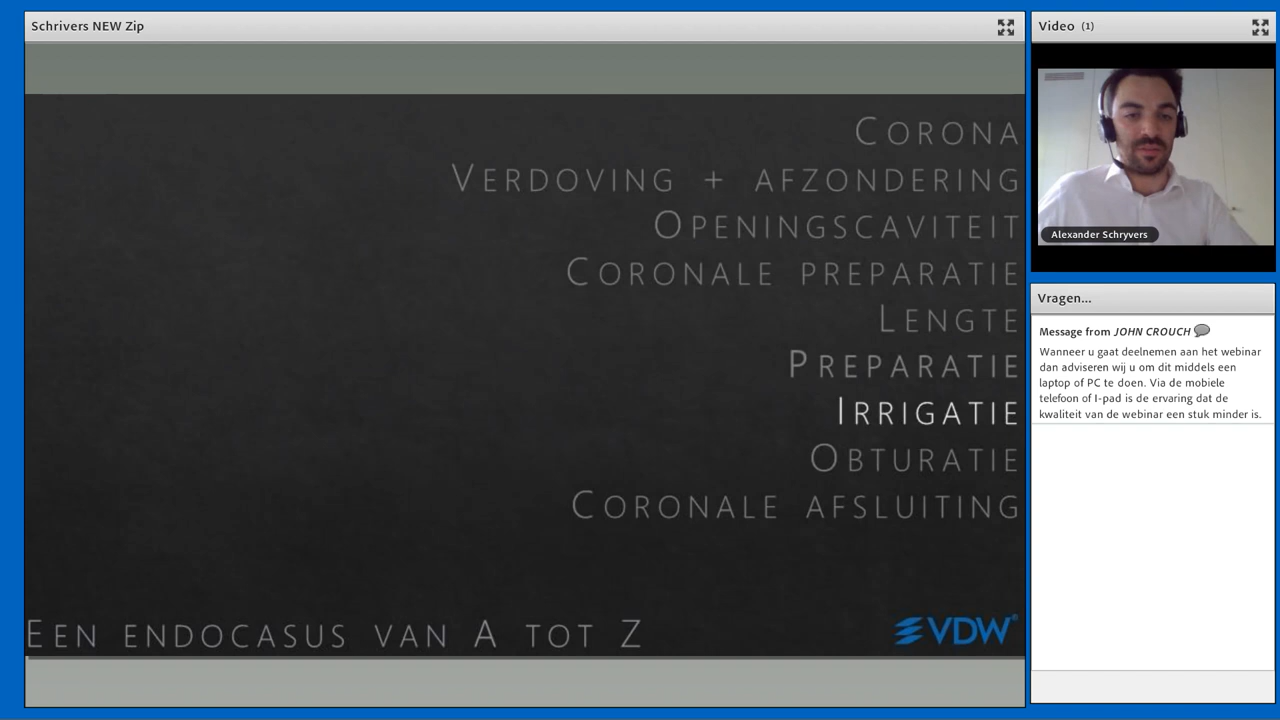 Schrivers NEW Zip
Video (1)
CORONA
VERDOVING + AFZONDERING
OPENINGSCAVITEIT
CORONALE PREPARATIE
LENGTE
PREPARATIE
IRRIGATIE
OBTURATIE
CORONALE AFSLUITING
EEN ENDOCASUS VAN A TOT Z
VDW®
Alexander Schryvers
Vragen...
Message from JOHN CROUCH
Wanneer u gaat deelnemen aan het webinar
dan adviseren wij u om dit middels een
laptop of PC te doen. Via de mobiele
telefoon of I-pad is de ervaring dat de
kwaliteit van de webinar een stuk minder is.